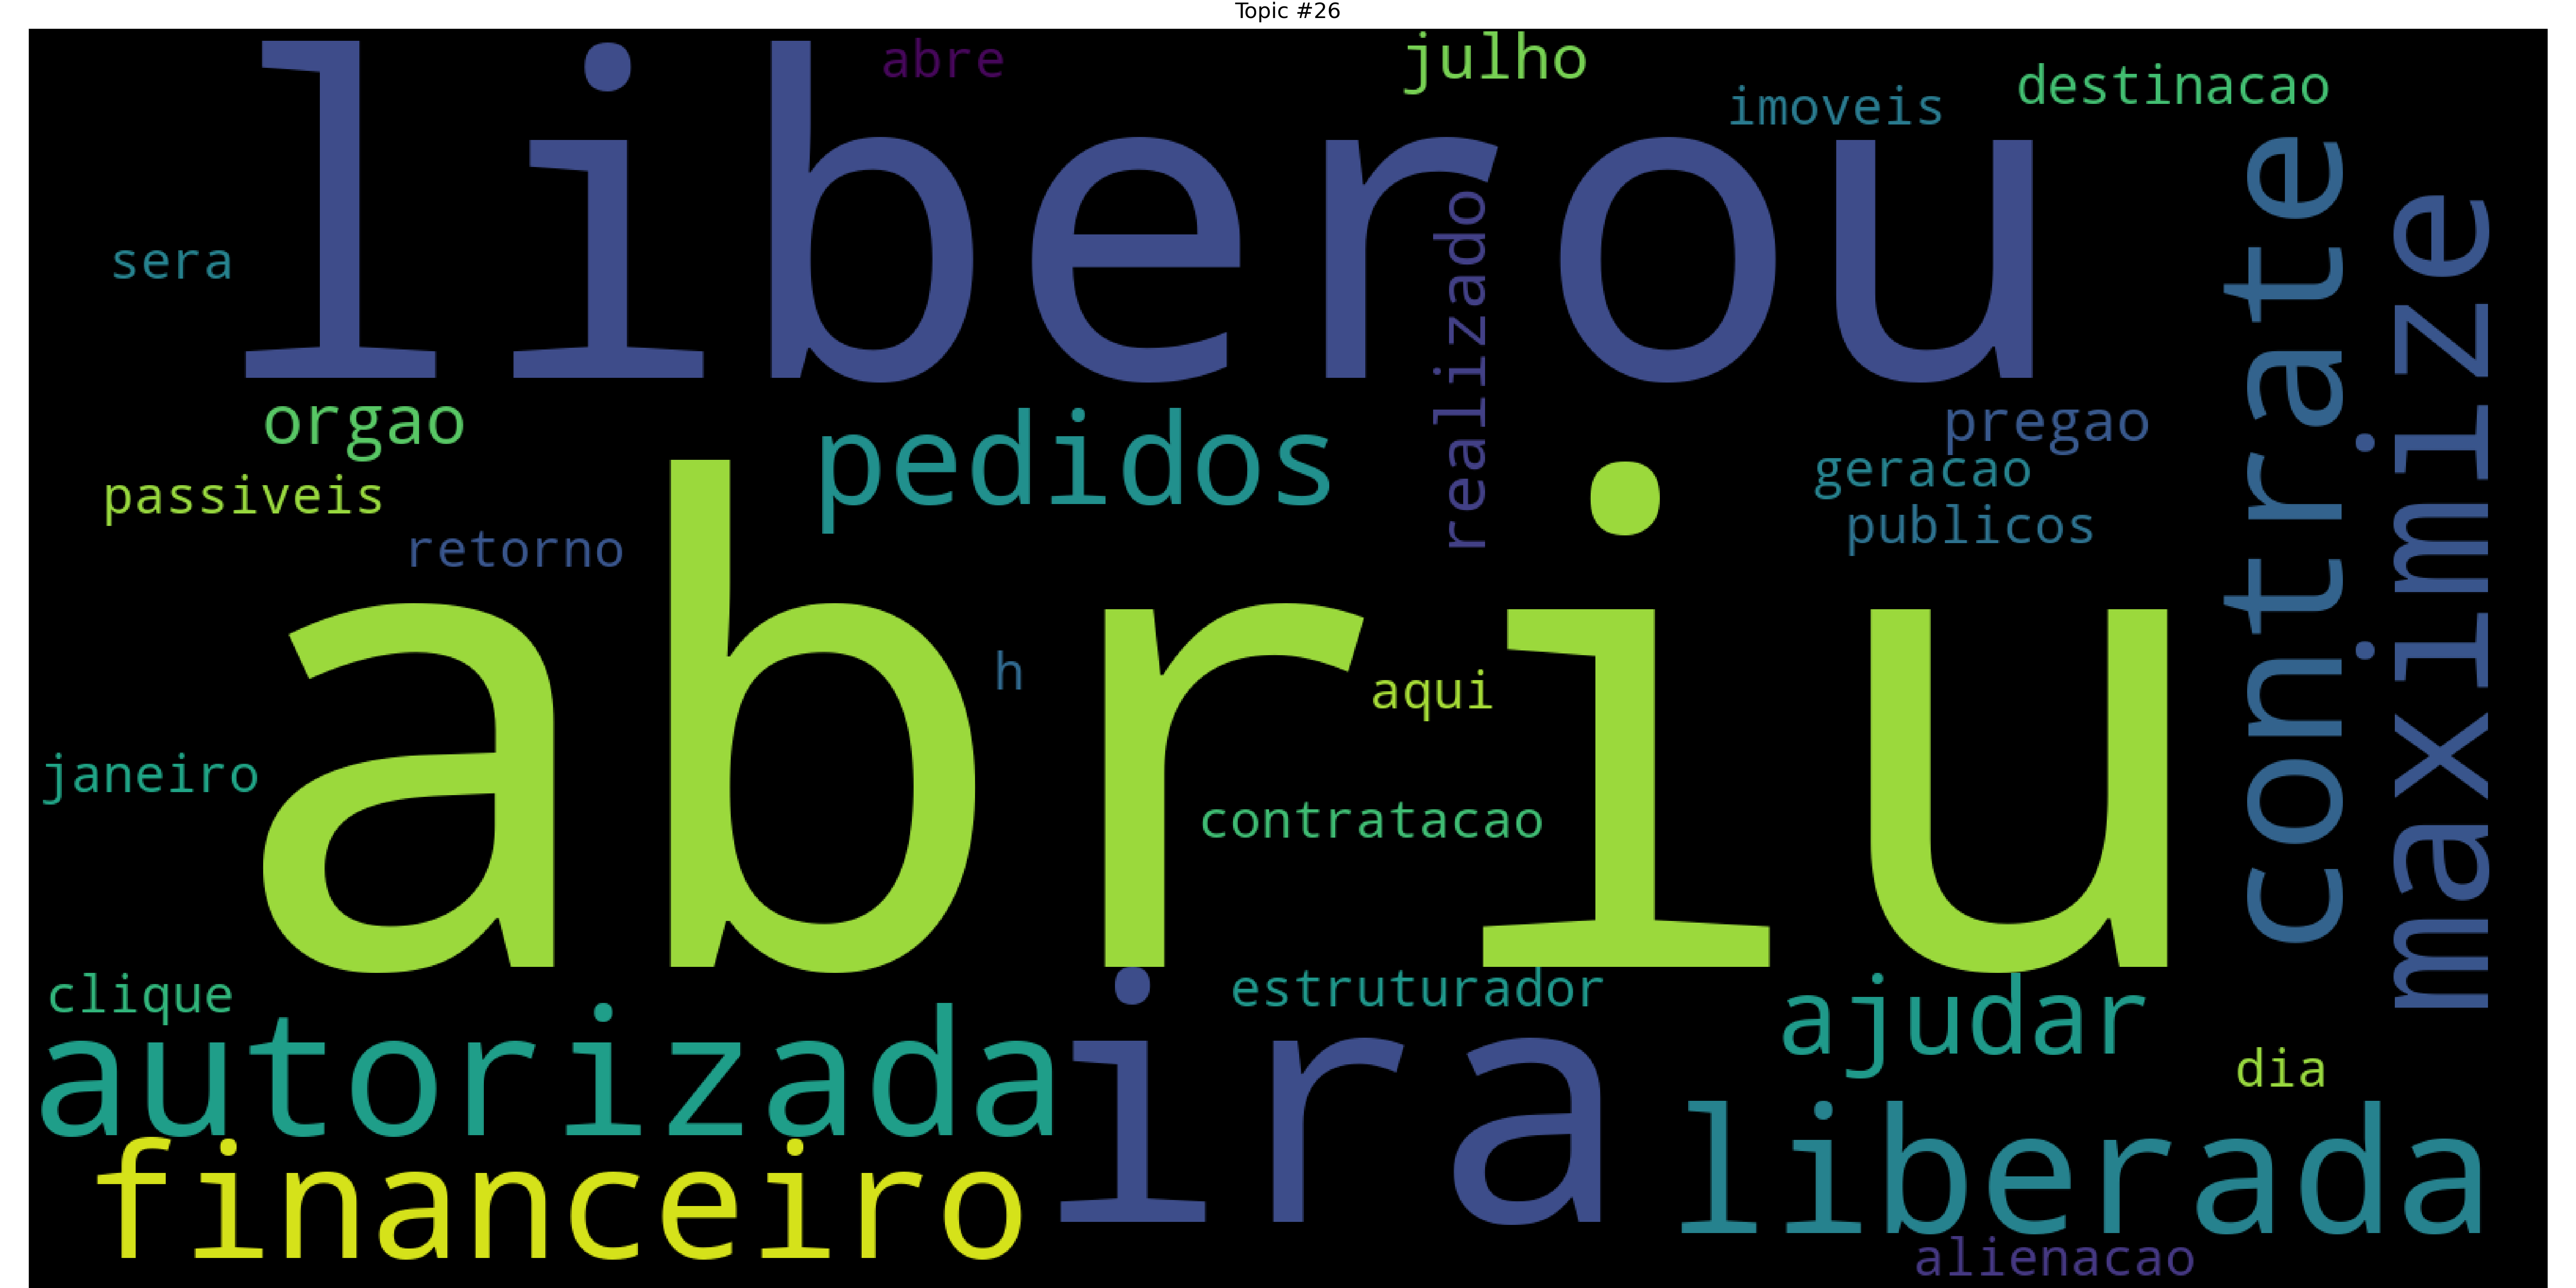 Topic #26
abre
julho
imoveis
destinacao
liberou
sera
realizado
contrate
maximize
orgao
pedidos
pregao
geracao
passiveis
publicos
retorno
abriu
h
aqui
janeiro
contratacao
clique
estruturador
ajudar
autorizada
ira
dia
liberada
financeiro
alienacao